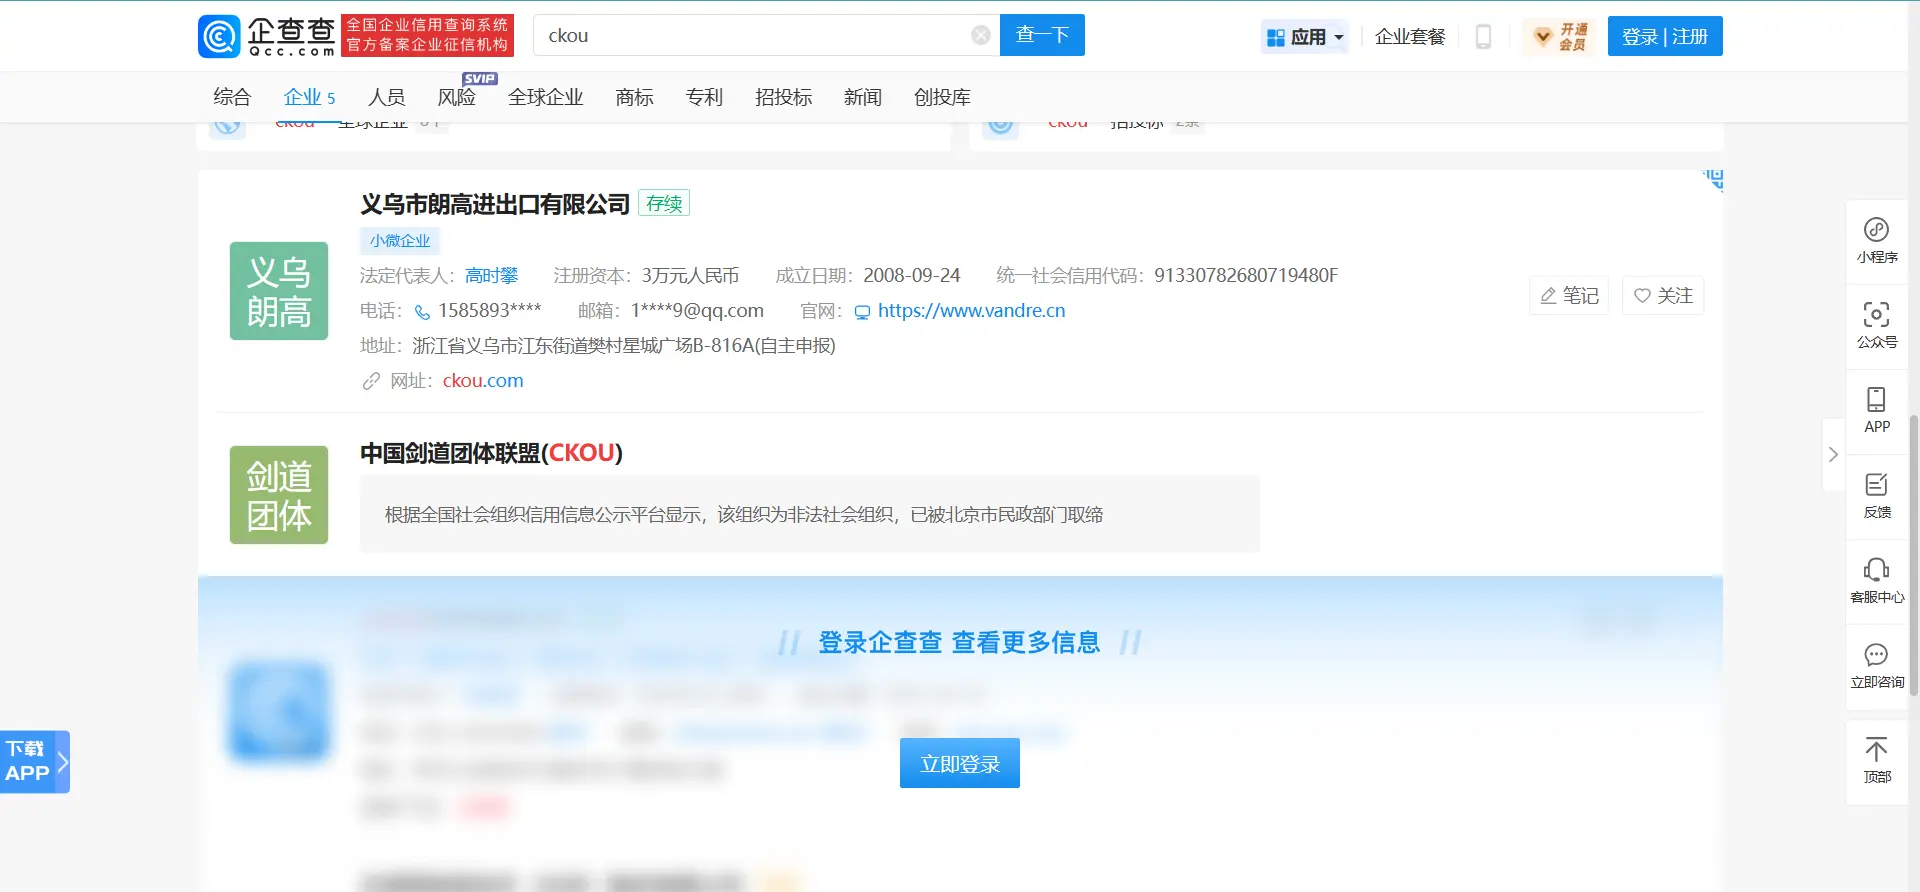 企查查
Qcc.com
全国企业信用查询系统
官方备案企业征信机构
ckou
查一下
应用
企业套餐
开通
会员
登录 | 注册
综合
企业 5
人员
风险
SVIP
全球企业
商标
专利
招投标
新闻
创投库
ckou 全球企业
ckou 招投标 2条
义乌
朗高
义乌市朗高进出口有限公司 存续
小微企业
法定代表人：高时攀 注册资本：3万元人民币 成立日期：2008-09-24 统一社会信用代码：91330782680719480F
电话：1585893**** 邮箱：1****9@qq.com 官网：https://www.vandre.cn
地址：浙江省义乌市江东街道樊村星城广场B-816A(自主申报)
网址：ckou.com
笔记
关注
剑道
团体
中国剑道团体联盟(CKOU)
根据全国社会组织信用信息公示平台显示，该组织为非法社会组织，已被北京市民政部门取缔
登录企查查 查看更多信息
立即登录
下载
APP
小程序
公众号
APP
反馈
客服中心
立即咨询
顶部